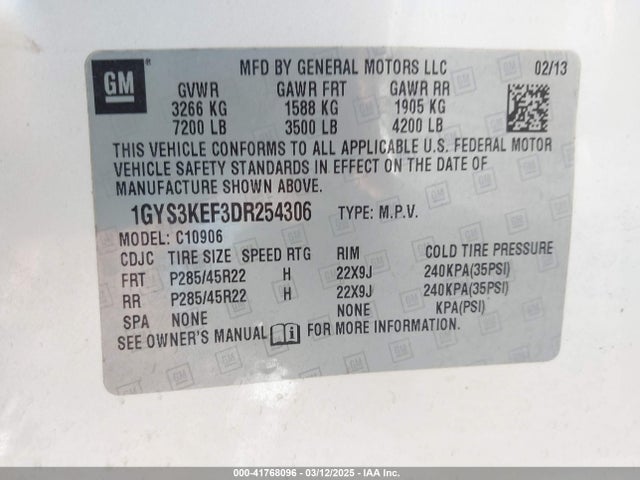 GM
MFD BY GENERAL MOTORS LLC 02/13
GVWR GAWR FRT GAWR RR
3266 KG 1588 KG 1905 KG
7200 LB 3500 LB 4200 LB
THIS VEHICLE CONFORMS TO ALL APPLICABLE U.S. FEDERAL MOTOR
VEHICLE SAFETY STANDARDS IN EFFECT ON THE DATE OF
MANUFACTURE SHOWN ABOVE.
1GYS3KEF3DR254306 TYPE: M.P.V.
MODEL: C10906
CDJC TIRE SIZE SPEED RTG RIM COLD TIRE PRESSURE
FRT P285/45R22 H 22X9J 240KPA(35PSI)
RR P285/45R22 H 22X9J 240KPA(35PSI)
SPA NONE NONE KPA(PSI)
SEE OWNER'S MANUAL FOR MORE INFORMATION.
© - 41768096 - 03/12/2025 - IAA Inc.